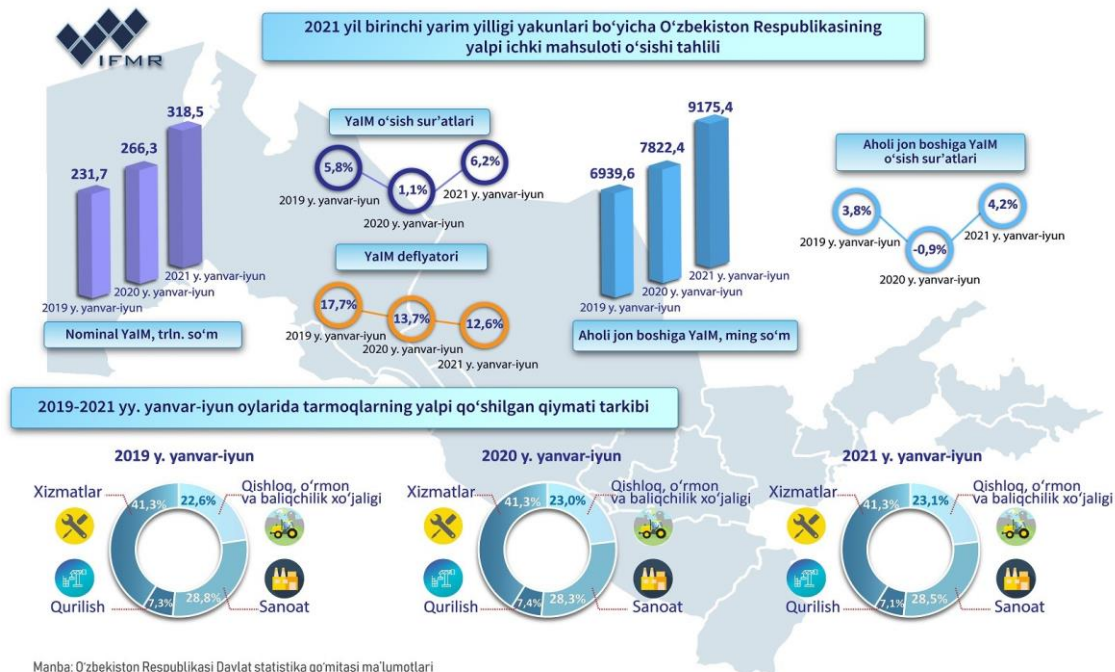 IFMR
2021 yil birinchi yarim yilligi yakunlari bo‘yicha O‘zbekiston Respublikasining
yalpi ichki mahsuloti o‘sishi tahlili
231,7
266,3
318,5
2019 y. yanvar-iyun
2020 y. yanvar-iyun
2021 y. yanvar-iyun
Nominal YaIM, trln. so‘m
YaIM o‘sish sur’atlari
5,8%
1,1%
6,2%
2019 y. yanvar-iyun
2020 y. yanvar-iyun
2021 y. yanvar-iyun
YaIM deflyatori
17,7%
13,7%
12,6%
2019 y. yanvar-iyun
2020 y. yanvar-iyun
2021 y. yanvar-iyun
6939,6
7822,4
9175,4
2019 y. yanvar-iyun
2020 y. yanvar-iyun
2021 y. yanvar-iyun
Aholi jon boshiga YaIM, ming so‘m
Aholi jon boshiga YaIM
o‘sish sur’atlari
3,8%
-0,9%
4,2%
2019 y. yanvar-iyun
2020 y. yanvar-iyun
2021 y. yanvar-iyun
2019-2021 yy. yanvar-iyun oylarida tarmoqlarning yalpi qo‘shilgan qiymati tarkibi
2019 y. yanvar-iyun
Xizmatlar
41,3%
22,6%
Qishloq, o‘rmon
va baliqchilik xo‘jaligi
Qurilish
7,3%
28,8%
Sanoat
2020 y. yanvar-iyun
Xizmatlar
41,3%
23,0%
Qishloq, o‘rmon
va baliqchilik xo‘jaligi
Qurilish
7,4%
28,3%
Sanoat
2021 y. yanvar-iyun
Xizmatlar
41,3%
23,1%
Qishloq, o‘rmon
va baliqchilik xo‘jaligi
Qurilish
7,1%
28,5%
Sanoat
Manba: O‘zbekiston Respublikasi Davlat statistika qo‘mitasi ma’lumotlari